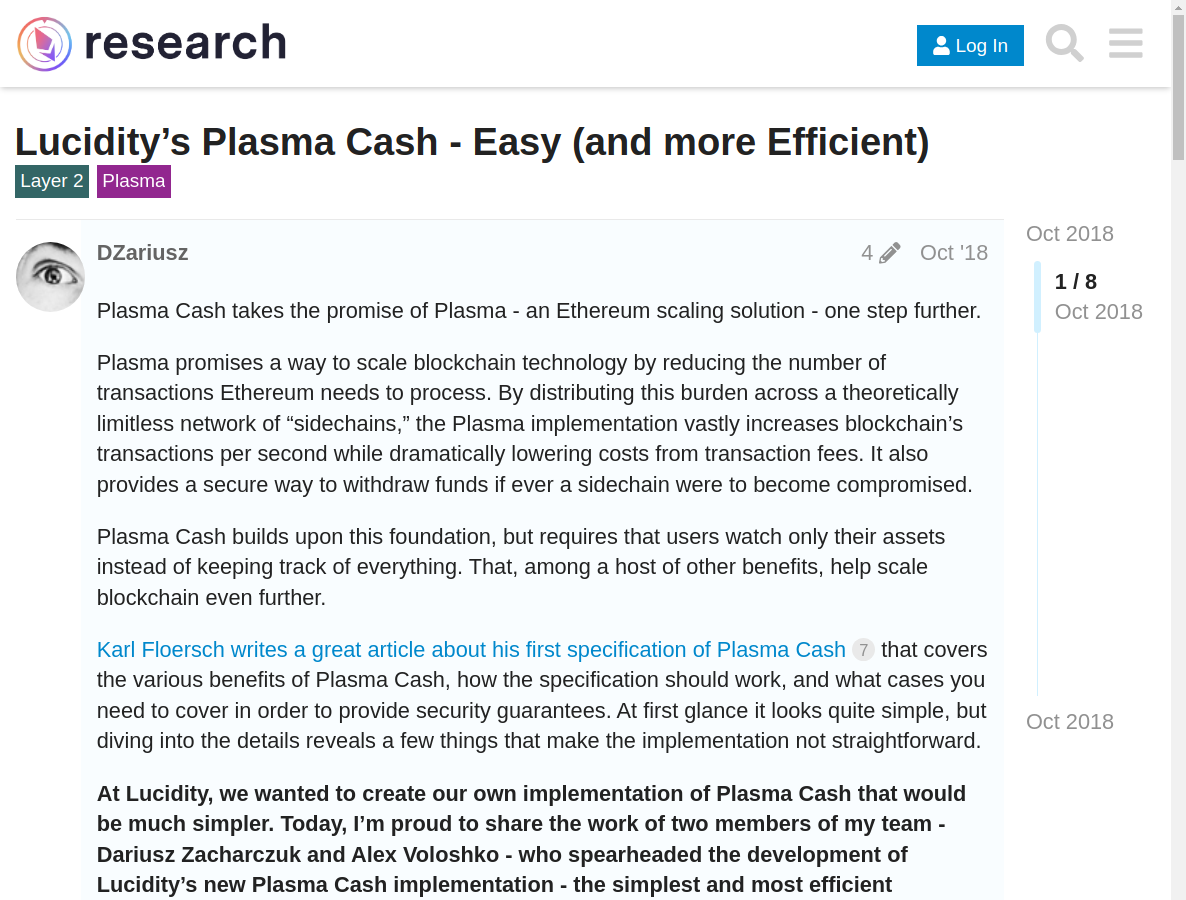 research
Log In
Lucidity’s Plasma Cash - Easy (and more Efficient)
Layer 2 Plasma
DZariusz 4 Oct '18
Plasma Cash takes the promise of Plasma - an Ethereum scaling solution - one step further.
Plasma promises a way to scale blockchain technology by reducing the number of
transactions Ethereum needs to process. By distributing this burden across a theoretically
limitless network of “sidechains,” the Plasma implementation vastly increases blockchain’s
transactions per second while dramatically lowering costs from transaction fees. It also
provides a secure way to withdraw funds if ever a sidechain were to become compromised.
Plasma Cash builds upon this foundation, but requires that users watch only their assets
instead of keeping track of everything. That, among a host of other benefits, help scale
blockchain even further.
Karl Floersch writes a great article about his first specification of Plasma Cash 7 that covers
the various benefits of Plasma Cash, how the specification should work, and what cases you
need to cover in order to provide security guarantees. At first glance it looks quite simple, but
diving into the details reveals a few things that make the implementation not straightforward.
At Lucidity, we wanted to create our own implementation of Plasma Cash that would
be much simpler. Today, I’m proud to share the work of two members of my team -
Dariusz Zacharczuk and Alex Voloshko - who spearheaded the development of
Lucidity’s new Plasma Cash implementation - the simplest and most efficient
Oct 2018
1 / 8
Oct 2018
Oct 2018